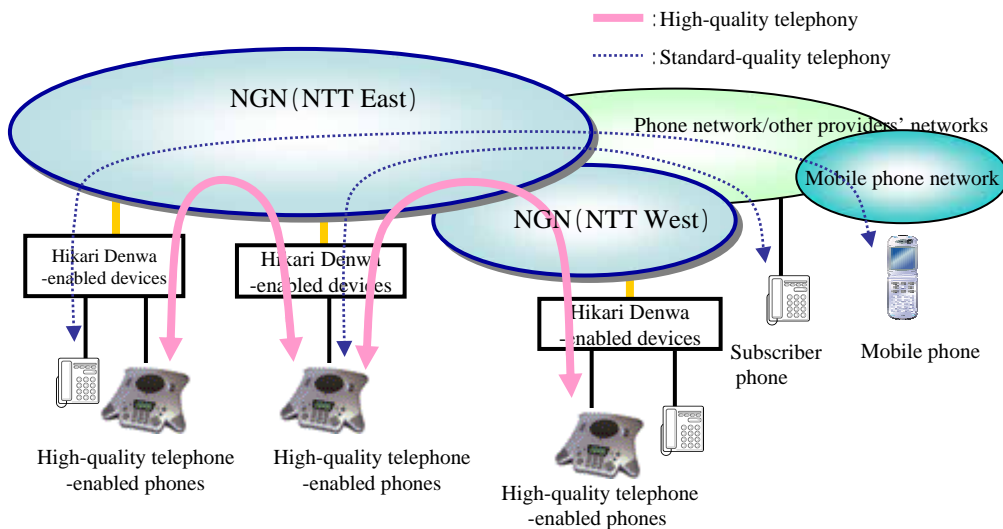 : High-quality telephony
: Standard-quality telephony
NGN(NTT East)
Phone network/other providers' networks
Mobile phone network
NGN(NTT West)
Hikari Denwa
-enabled devices
Hikari Denwa
-enabled devices
Hikari Denwa
-enabled devices
Subscriber
phone
Mobile phone
High-quality telephone
-enabled phones
High-quality telephone
-enabled phones
High-quality telephone
-enabled phones